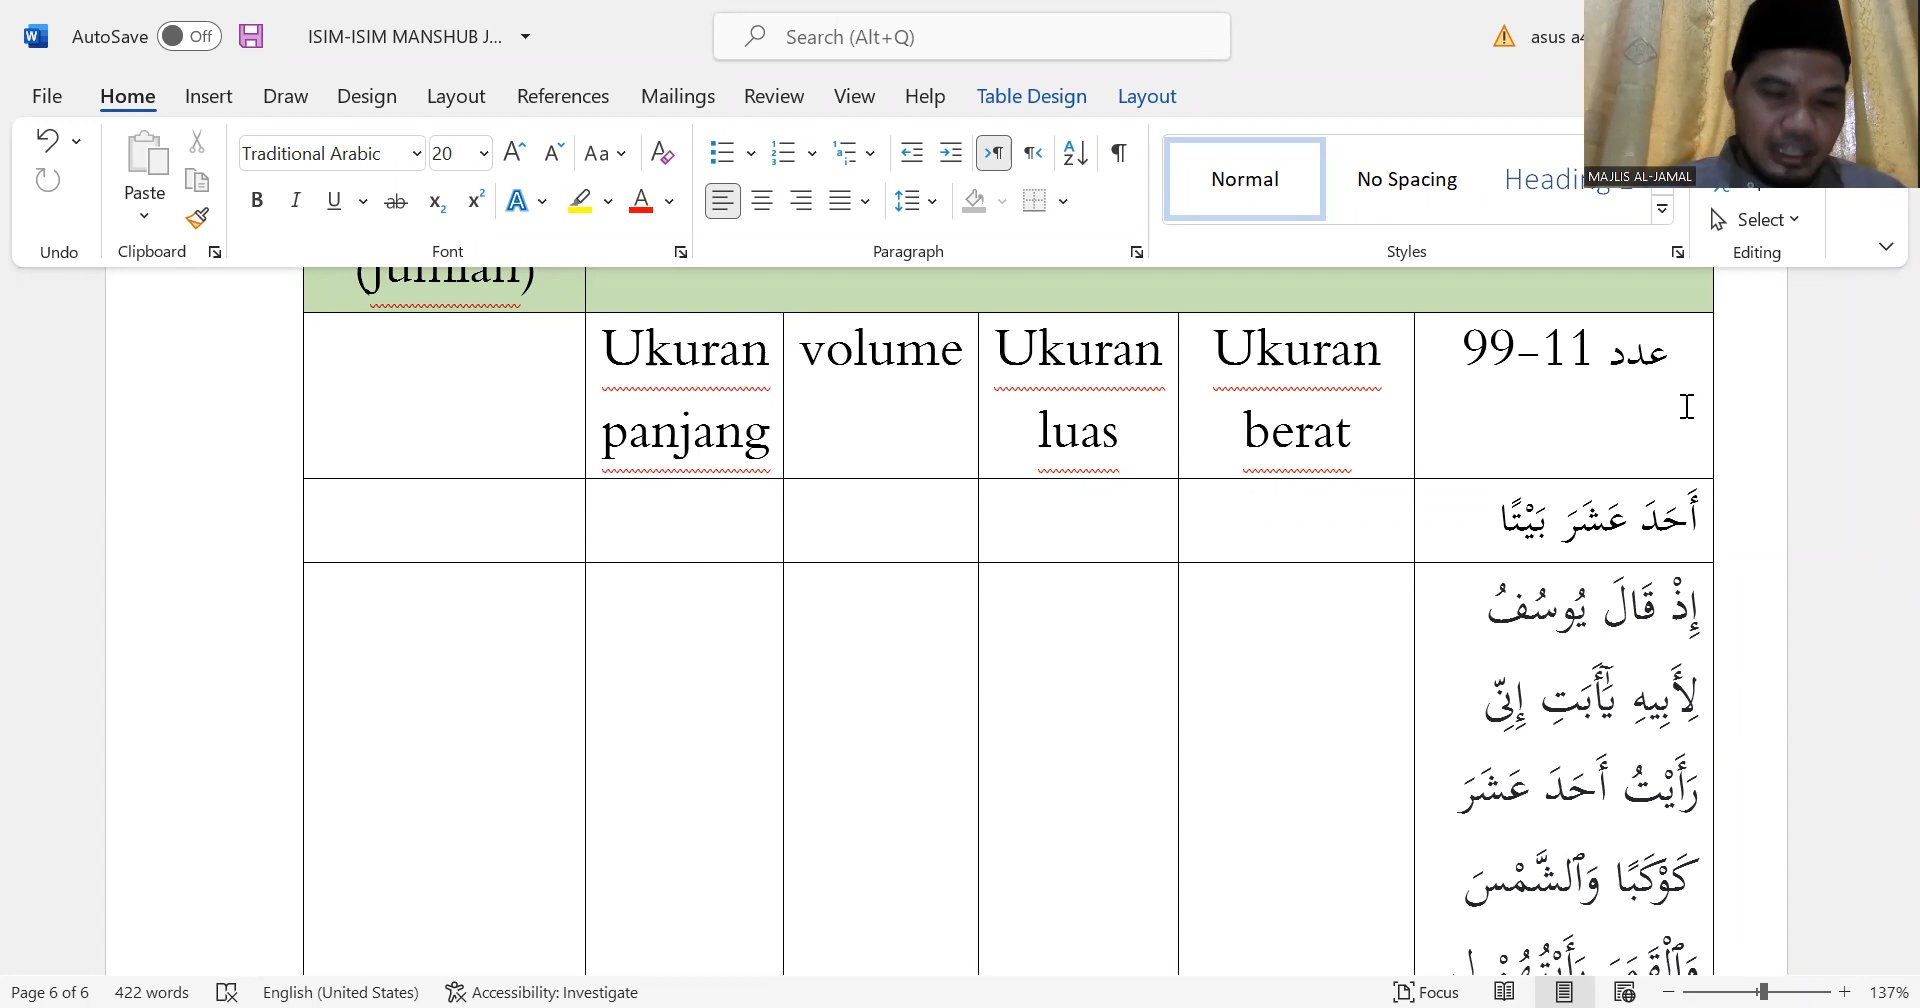 AutoSave Off ISIM-ISIM MANSHUB J... Search (Alt+Q) asus
File Home Insert Draw Design Layout References Mailings Review View Help Table Design Layout
MAJLIS AL-JAMAL
Traditional Arabic 20
Paste
Normal No Spacing Heading
Select
Undo Clipboard Font Paragraph Styles Editing
(jumlah)
Ukuran panjang
volume
Ukuran luas
Ukuran berat
عدد 11–99
أَحَدَ عَشَرَ بَيْتًا
إِذْ قَالَ يُوسُفُ
لِأَبِيهِ يَٰٓأَبَتِ إِنِّى
رَأَيْتُ أَحَدَ عَشَرَ
كَوْكَبًا وَٱلشَّمْسَ
وَٱلْقَمَرَ رَأَيْتُهُمْ
Page 6 of 6 422 words English (United States) Accessibility: Investigate Focus 137%